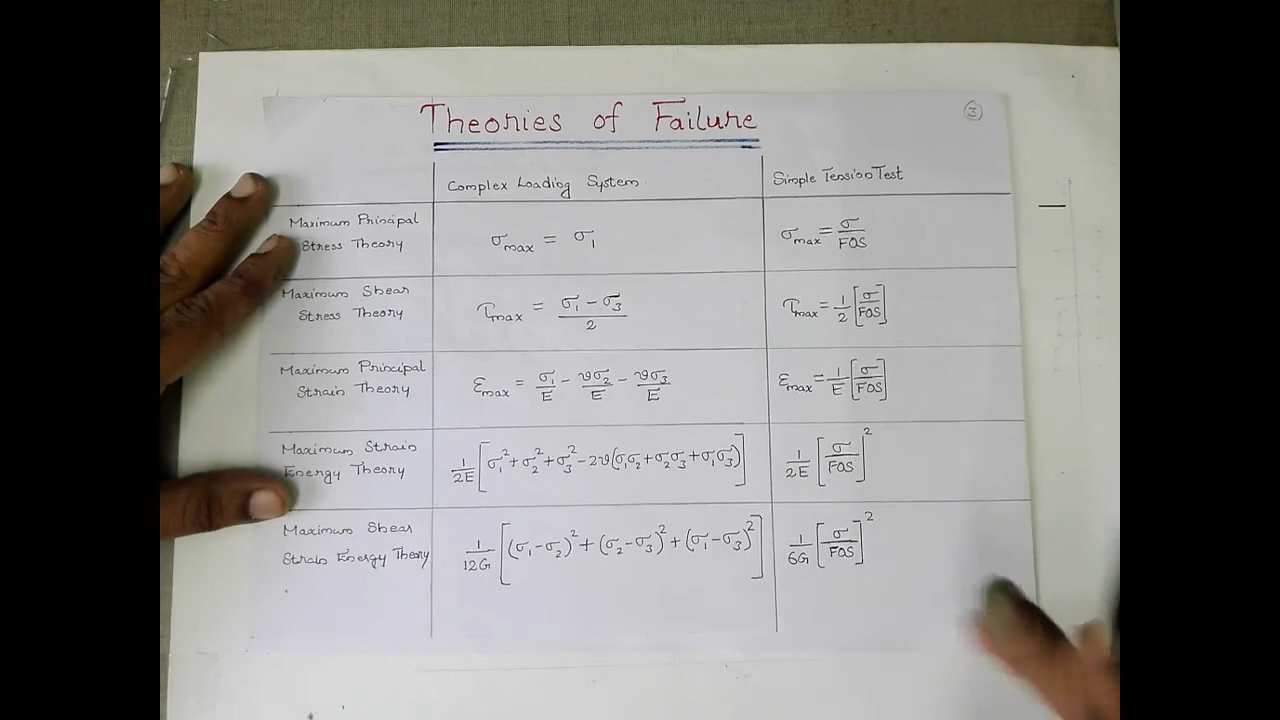 Theories of Failure
3
Complex Loading System.
Simple Tension Test
Maximum Principal
Stress Theory
σmax = σ1
σmax = σ/FOS
Maximum Shear
Stress Theory
τmax = (σ1 − σ3)/2
τmax = 1/2 [σ/FOS]
Maximum Principal
Strain Theory
εmax = σ1/E − ϑσ2/E − ϑσ3/E
εmax = 1/E [σ/FOS]
Maximum Strain
Energy Theory
1/2E [σ1² + σ2² + σ3² − 2ϑ(σ1σ2 + σ2σ3 + σ1σ3)]
1/2E [σ/FOS]²
Maximum Shear
Strain Energy Theory
1/12G [(σ1 − σ2)² + (σ2 − σ3)² + (σ1 − σ3)²]
1/6G [σ/FOS]²